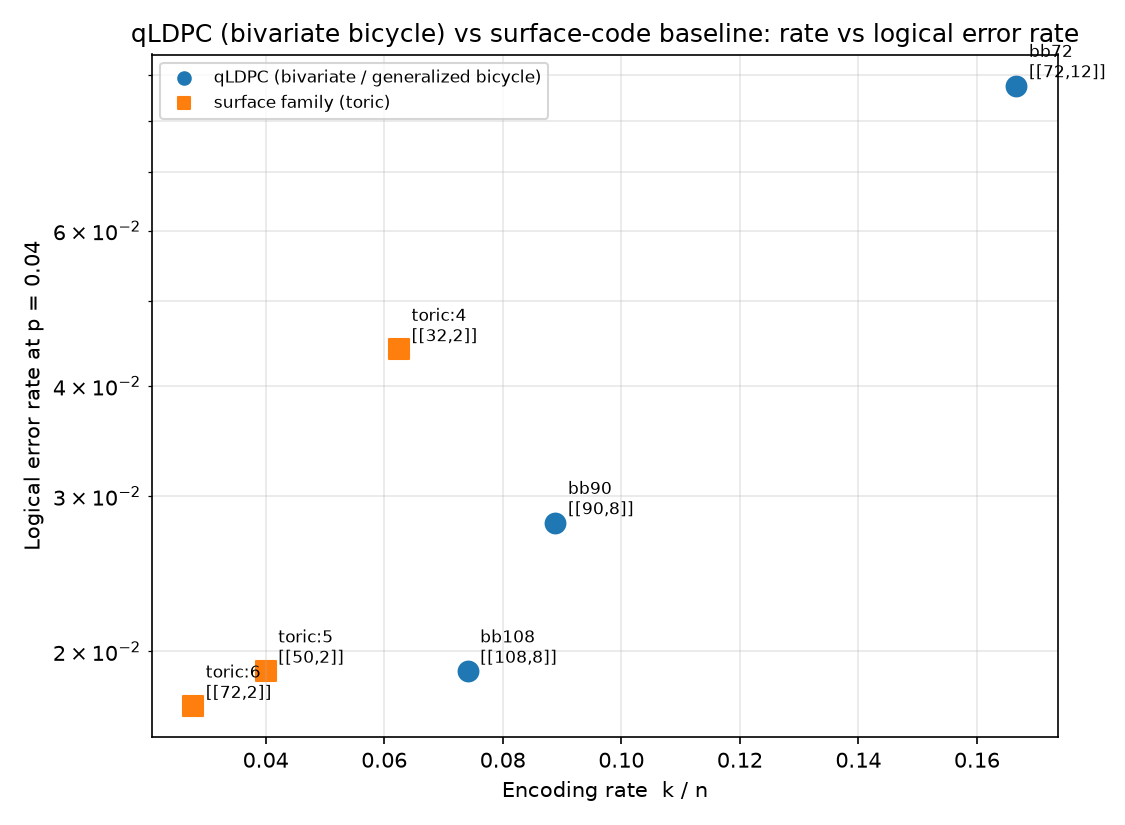 qLDPC (bivariate bicycle) vs surface-code baseline: rate vs logical error rate
qLDPC (bivariate / generalized bicycle)
surface family (toric)
bb72
[[72,12]]
6 × 10⁻²
toric:4
[[32,2]]
4 × 10⁻²
bb90
[[90,8]]
3 × 10⁻²
toric:5
[[50,2]]
bb108
[[108,8]]
2 × 10⁻²
toric:6
[[72,2]]
Logical error rate at p = 0.04
0.04 0.06 0.08 0.10 0.12 0.14 0.16
Encoding rate k / n